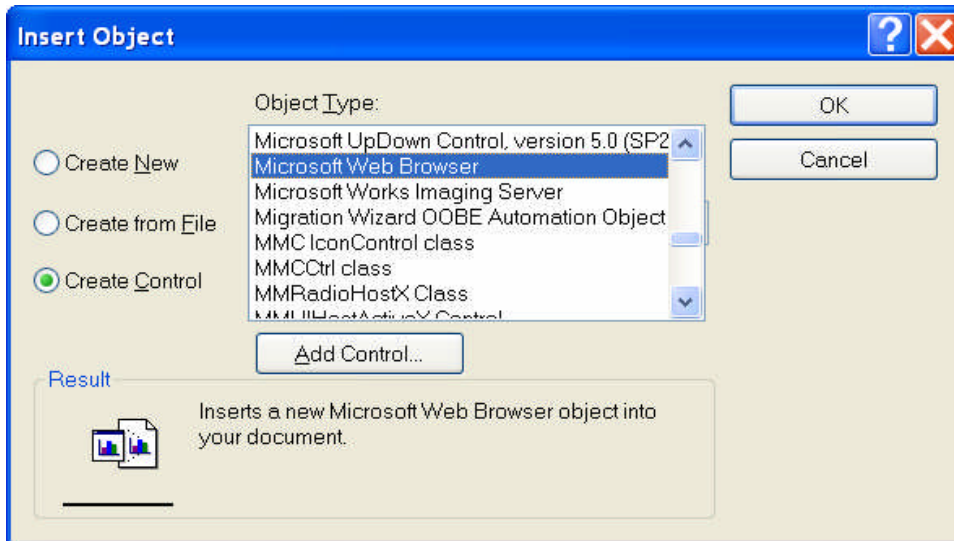 Insert Object
Object Type:
Create New
Create from File
Create Control
Microsoft UpDown Control, version 5.0 (SP2
Microsoft Web Browser
Microsoft Works Imaging Server
Migration Wizard OOBE Automation Object
MMC IconControl class
MMCCtrl class
MMRadioHostX Class
MMUIHostActiveX Control
OK
Cancel
Add Control...
Result
Inserts a new Microsoft Web Browser object into
your document.